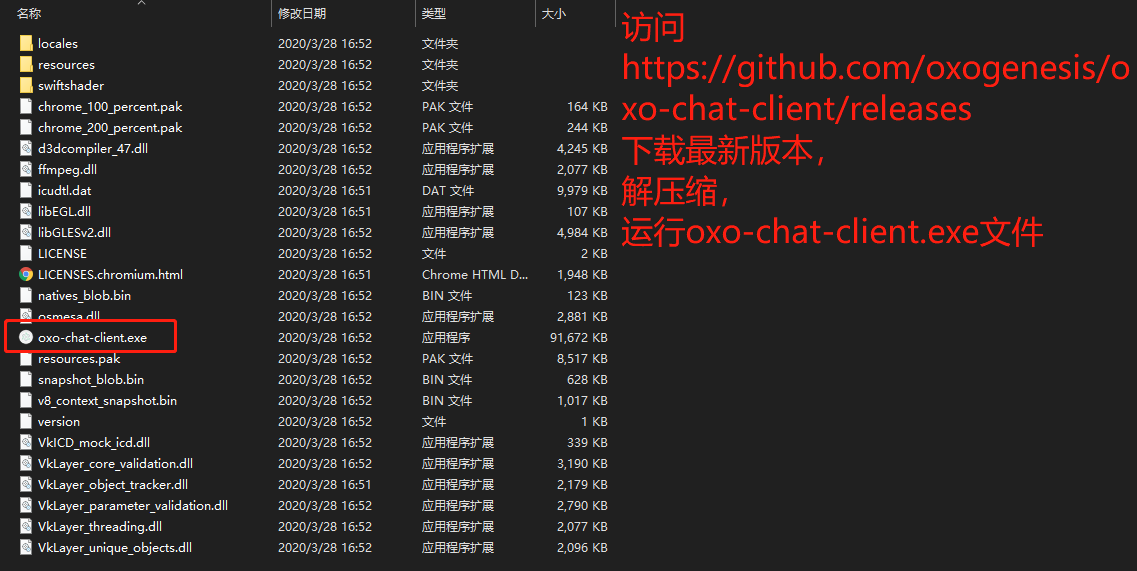 名称 修改日期 类型 大小
locales 2020/3/28 16:52 文件夹
resources 2020/3/28 16:52 文件夹
swiftshader 2020/3/28 16:52 文件夹
chrome_100_percent.pak 2020/3/28 16:52 PAK 文件 164 KB
chrome_200_percent.pak 2020/3/28 16:52 PAK 文件 244 KB
d3dcompiler_47.dll 2020/3/28 16:52 应用程序扩展 4,245 KB
ffmpeg.dll 2020/3/28 16:52 应用程序扩展 2,077 KB
icudtl.dat 2020/3/28 16:51 DAT 文件 9,979 KB
libEGL.dll 2020/3/28 16:51 应用程序扩展 107 KB
libGLESv2.dll 2020/3/28 16:52 应用程序扩展 4,984 KB
LICENSE 2020/3/28 16:52 文件 2 KB
LICENSES.chromium.html 2020/3/28 16:51 Chrome HTML D... 1,948 KB
natives_blob.bin 2020/3/28 16:52 BIN 文件 123 KB
osmesa.dll 2020/3/28 16:52 应用程序扩展 2,881 KB
oxo-chat-client.exe 2020/3/28 16:52 应用程序 91,672 KB
resources.pak 2020/3/28 16:52 PAK 文件 8,517 KB
snapshot_blob.bin 2020/3/28 16:52 BIN 文件 628 KB
v8_context_snapshot.bin 2020/3/28 16:52 BIN 文件 1,017 KB
version 2020/3/28 16:52 文件 1 KB
VkICD_mock_icd.dll 2020/3/28 16:52 应用程序扩展 339 KB
VkLayer_core_validation.dll 2020/3/28 16:52 应用程序扩展 3,190 KB
VkLayer_object_tracker.dll 2020/3/28 16:51 应用程序扩展 2,179 KB
VkLayer_parameter_validation.dll 2020/3/28 16:52 应用程序扩展 2,790 KB
VkLayer_threading.dll 2020/3/28 16:52 应用程序扩展 2,077 KB
VkLayer_unique_objects.dll 2020/3/28 16:52 应用程序扩展 2,096 KB
访问
https://github.com/oxogenesis/o
xo-chat-client/releases
下载最新版本，
解压缩，
运行oxo-chat-client.exe文件